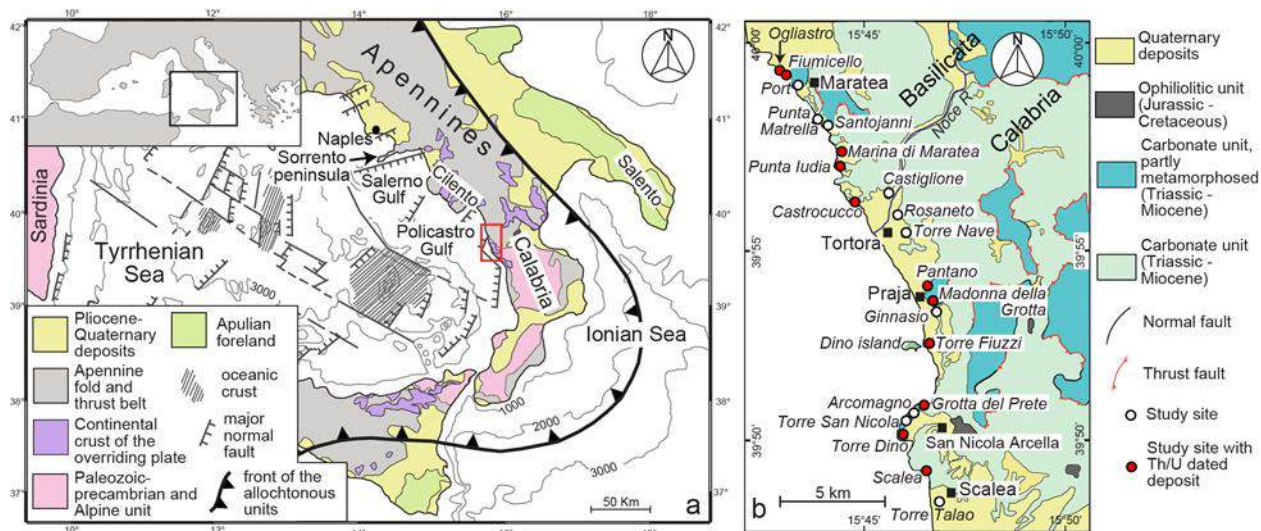 10°
12°
14°
16°
18°
42°
42°
41°
41°
40°
40°
39°
39°
38°
38°
37°
37°
10°
12°
14°
16°
18°
Apennines
Naples
Sorrento
peninsula
Salerno
Gulf
Cilento
Salento
Policastro
Gulf
Calabria
Sardinia
Tyrrhenian
Sea
3000
Ionian Sea
1000
2000
3000
50 Km
a
Pliocene-
Quaternary
deposits
Apennine
fold and
thrust belt
Continental
crust of the
overriding plate
Paleozoic-
precambrian and
Alpine unit
Apulian
foreland
oceanic
crust
major
normal
fault
front of the
allochtonous
units
15°45'
15°50'
40°00'
40°00'
39°55'
39°55'
39°50'
39°50'
15°45'
15°50'
Ogliastro
Fiumicello
Port
Maratea
Basilicata
Calabria
Noce R.
Punta
Matrella
Santojanni
Marina di Maratea
Punta Iudia
Castiglione
Castrocucco
Rosaneto
Tortora
Torre Nave
Pantano
Praja
Madonna della
Grotta
Ginnasio
Dino island
Torre Fiuzzi
Arcomagno
Grotta del Prete
Torre San Nicola
San Nicola Arcella
Torre Dino
Scalea
Scalea
Torre Talao
5 km
b
Quaternary
deposits
Ophiliolitic unit
(Jurassic -
Cretaceous)
Carbonate unit,
partly
metamorphosed
(Triassic -
Miocene)
Carbonate unit
(Triassic -
Miocene)
Normal fault
Thrust fault
Study site
Study site with
Th/U dated
deposit